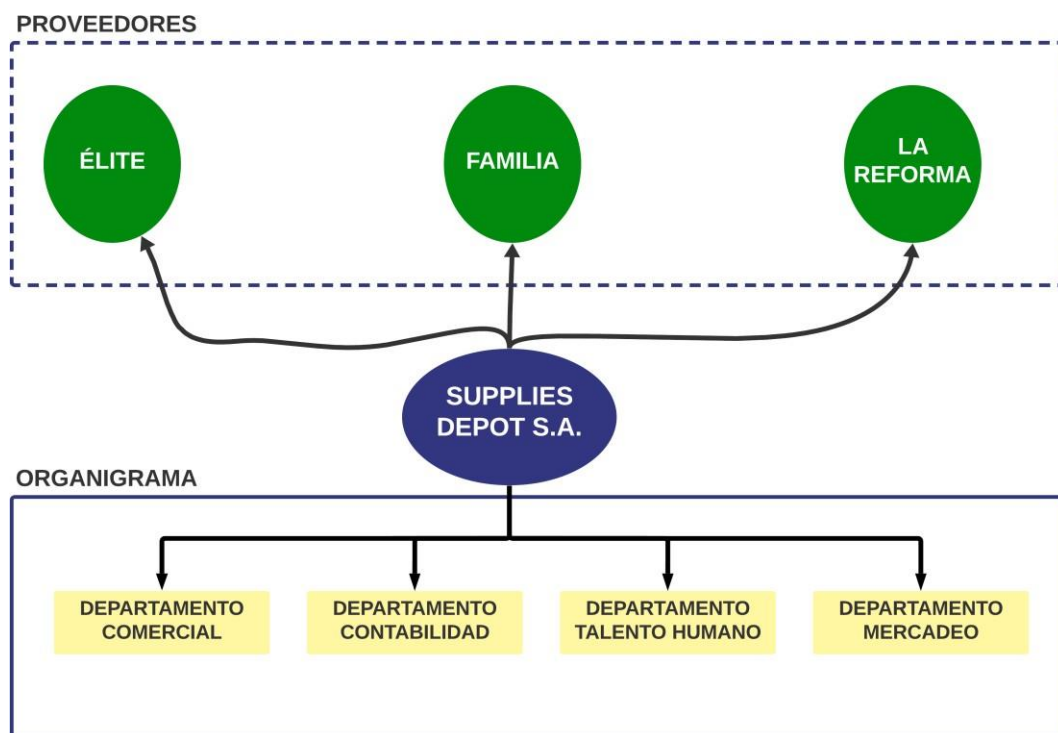 PROVEEDORES
ÉLITE
FAMILIA
LA
REFORMA
SUPPLIES
DEPOT S.A.
ORGANIGRAMA
DEPARTAMENTO
COMERCIAL
DEPARTAMENTO
CONTABILIDAD
DEPARTAMENTO
TALENTO HUMANO
DEPARTAMENTO
MERCADEO